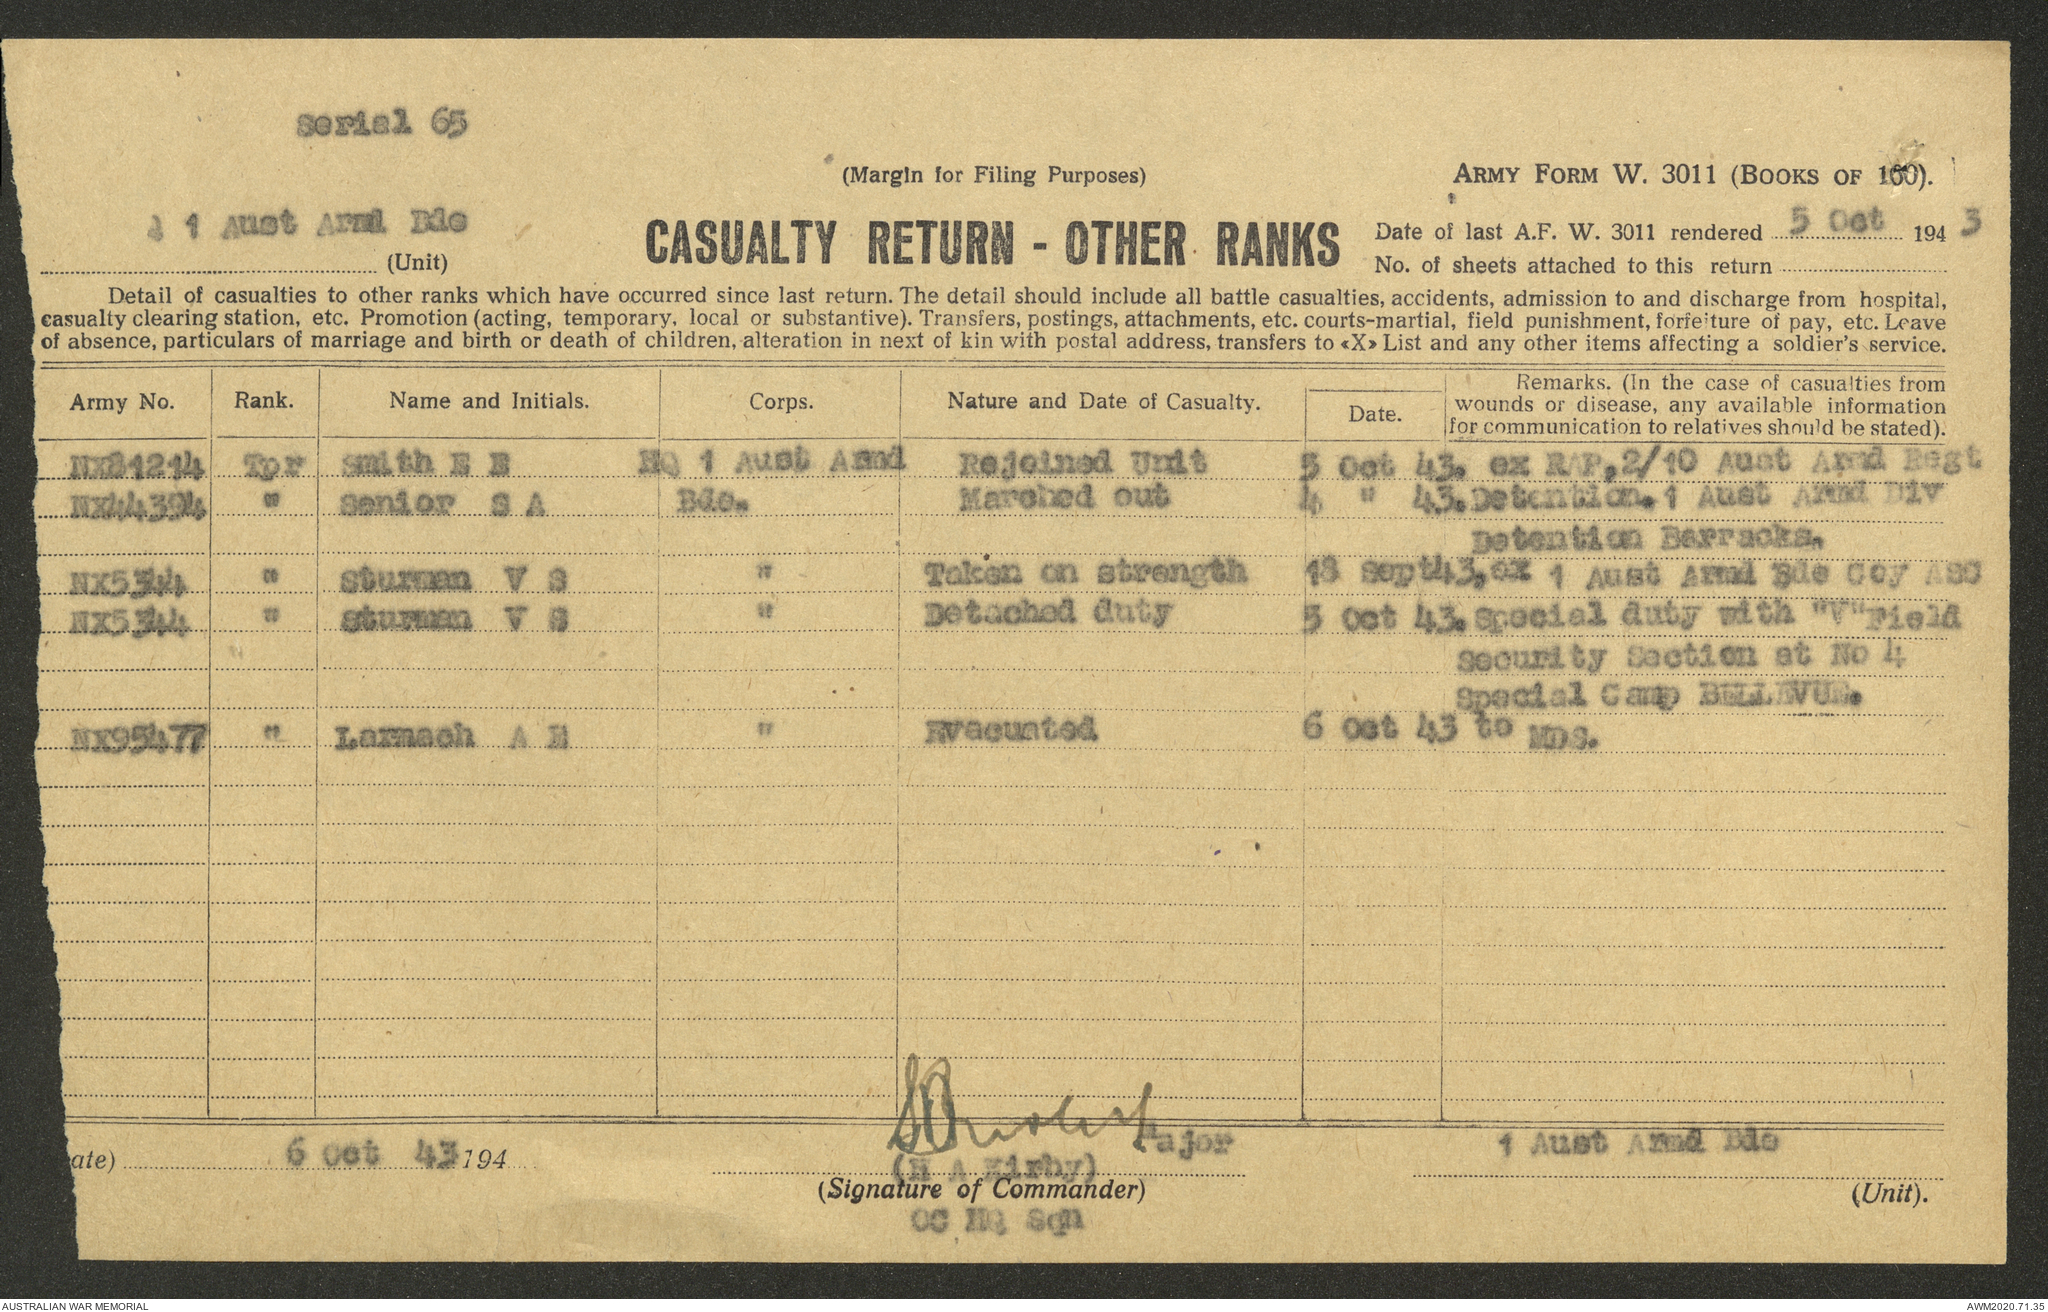 Serial 65
(Margin for Filing Purposes)
ARMY FORM W. 3011 (BOOKS OF 100).
1 Aust Armd Bde
(Unit)
CASUALTY RETURN - OTHER RANKS
Date of last A.F. W. 3011 rendered 5 Oct 1943
No. of sheets attached to this return
Detail of casualties to other ranks which have occurred since last return. The detail should include all battle casualties, accidents, admission to and discharge from hospital,
casualty clearing station, etc. Promotion (acting, temporary, local or substantive). Transfers, postings, attachments, etc. courts-martial, field punishment, forfeiture of pay, etc. Leave
of absence, particulars of marriage and birth or death of children, alteration in next of kin with postal address, transfers to «X» List and any other items affecting a soldier's service.
Army No. Rank. Name and Initials. Corps. Nature and Date of Casualty. Date. Remarks. (In the case of casualties from
wounds or disease, any available information
for communication to relatives should be stated).
Tpr Smith E E HQ 1 Aust Armd Rejoined Unit 5 Oct 43. ex RAP,2/10 Aust Armd Regt
NX44394 " Senior S A Bde. Marched out 4 " 43. Detention. 1 Aust Armd Div
Detention Barracks.
NX5344 " Sturman V S " Taken on strength 18 Sept43, ex 1 Aust Armd Bde Coy ASC
NX5344 " Sturman V S " Detached duty 5 Oct 43. Special duty with "V"Field
Security Section at No 4
Special Camp BELLEVUE.
NX95477 " Larnach A E " Evacuated 6 Oct 43 to MDS.
ate) 6 Oct 43 194
Major
(H A Kirby)
(Signature of Commander)
OC HQ Sqn
1 Aust Armd Bde
(Unit).
AUSTRALIAN WAR MEMORIAL
AWM2020.71.35